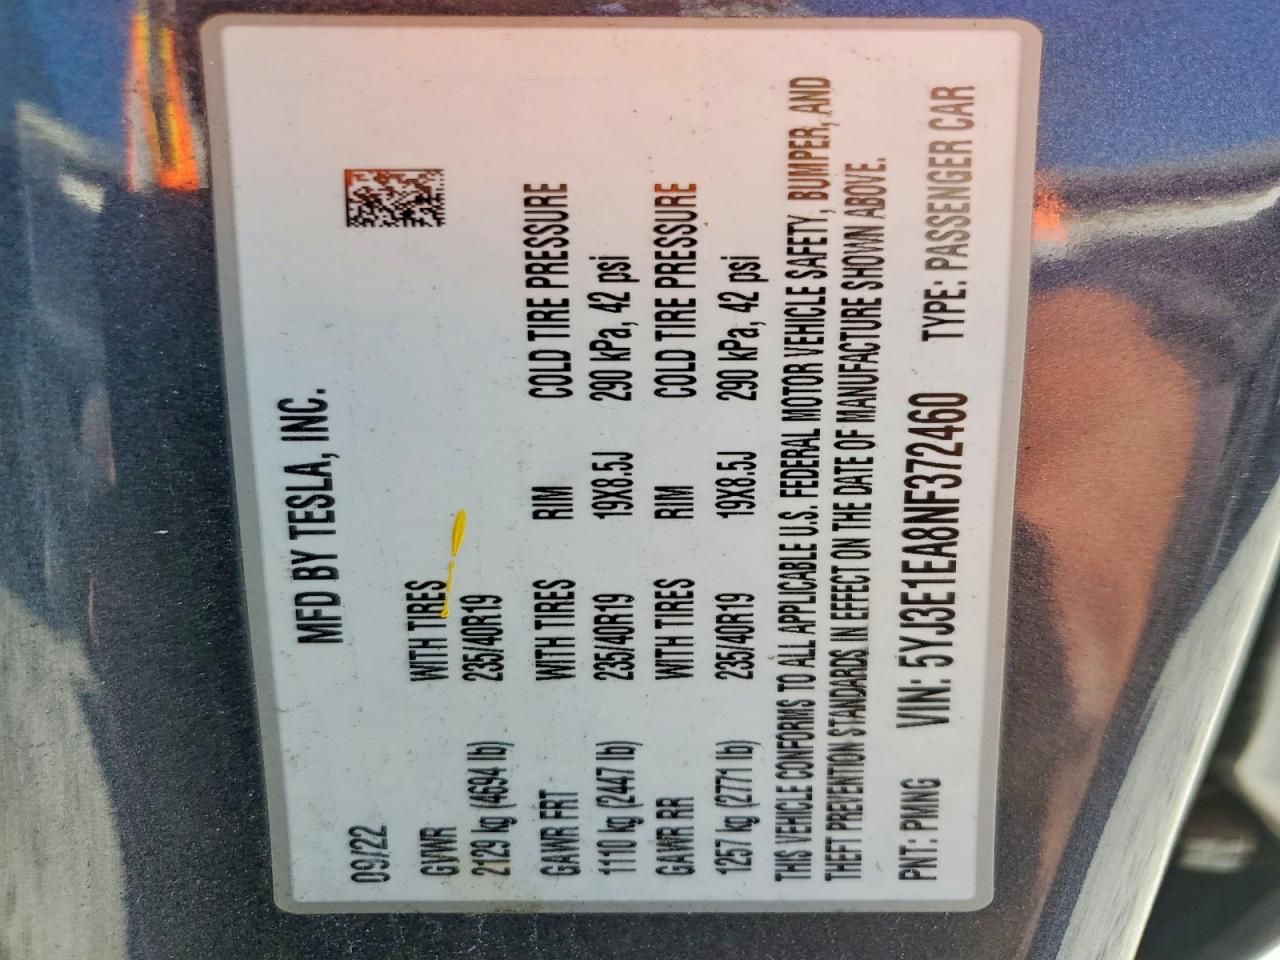 MFD BY TESLA, INC.
09/22
GVWR WITH TIRES
2129 kg (4694 lb) 235/40R19
GAWR FRT WITH TIRES RIM COLD TIRE PRESSURE
1110 kg (2447 lb) 235/40R19 19X8.5J 290 kPa, 42 psi
GAWR RR WITH TIRES RIM COLD TIRE PRESSURE
1257 kg (2771 lb) 235/40R19 19X8.5J 290 kPa, 42 psi
THIS VEHICLE CONFORMS TO ALL APPLICABLE U.S. FEDERAL MOTOR VEHICLE SAFETY, BUMPER, AND
THEFT PREVENTION STANDARDS IN EFFECT ON THE DATE OF MANUFACTURE SHOWN ABOVE.
PNT: PMNG VIN: 5YJ3E1EA8NF372460 TYPE: PASSENGER CAR